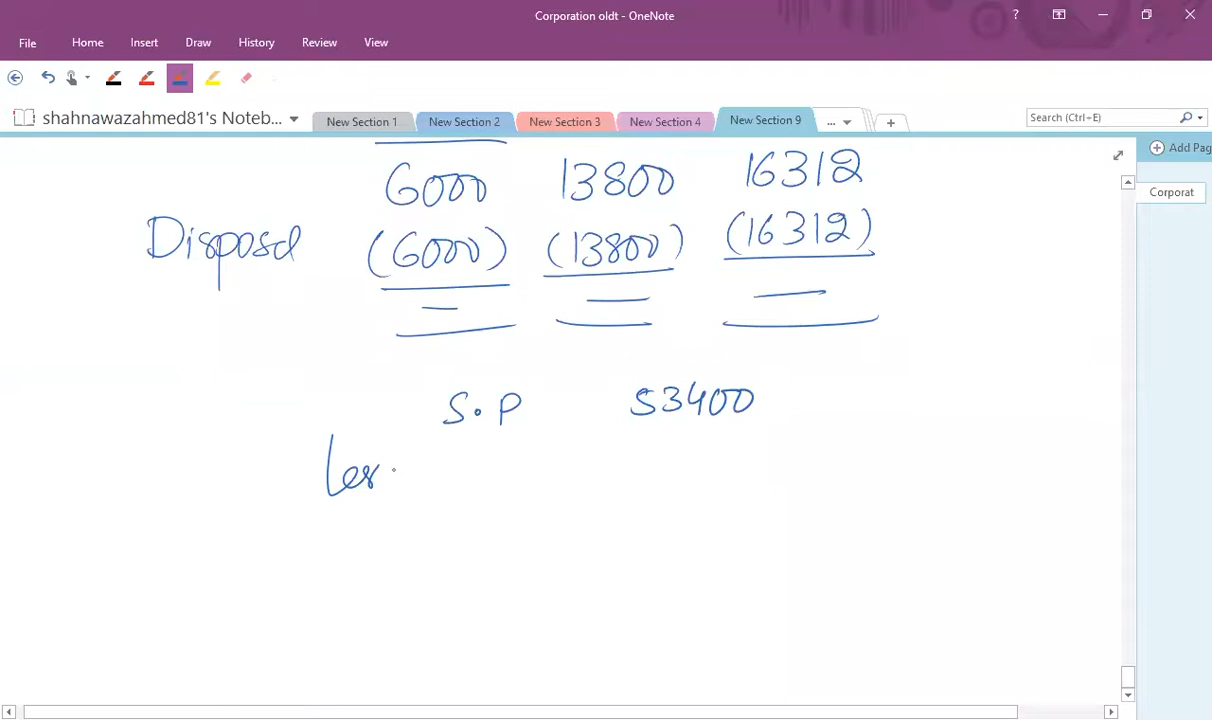 Corporation oldt - OneNote
?
File Home Insert Draw History Review View
shahnawazahmed81's Noteb... New Section 1 New Section 2 New Section 3 New Section 4 New Section 9 ... Search (Ctrl+E)
Add Pag
Corporat
6000 13800 16312
Disposal (6000) (13800) (16312)
S.P 53400
Les